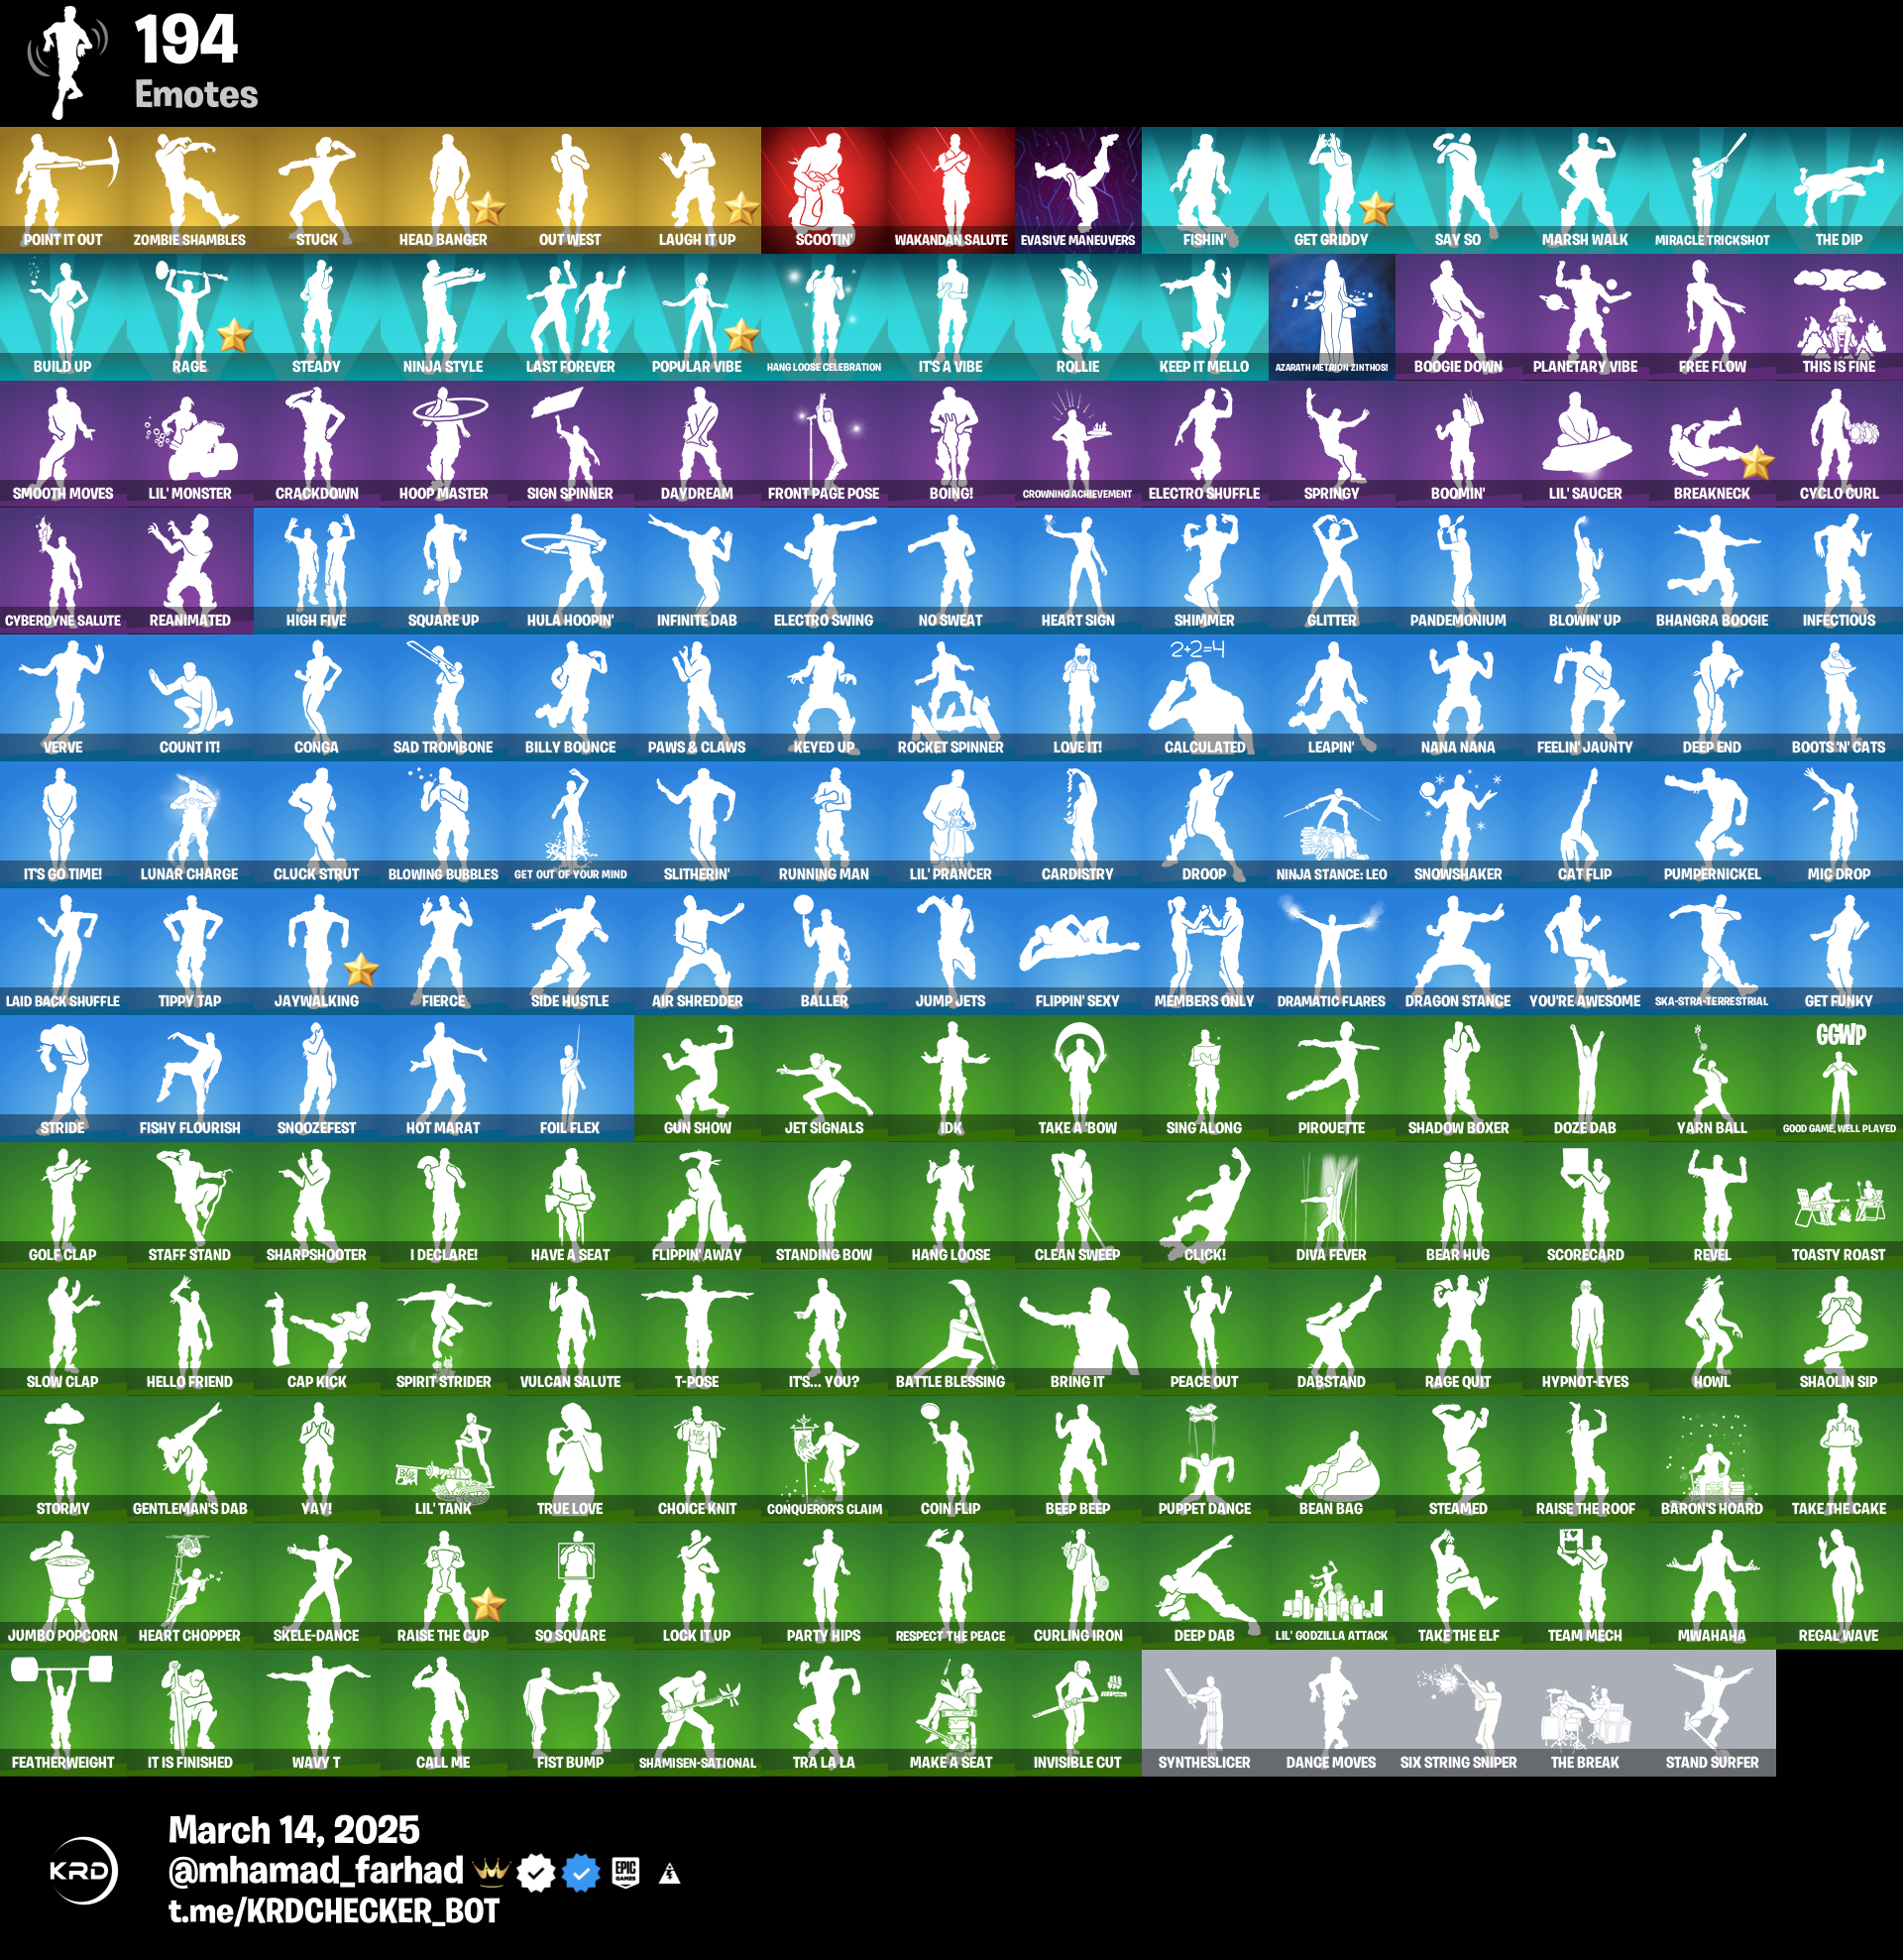 194
Emotes
POINT IT OUT ZOMBIE SHAMBLES STUCK HEAD BANGER OUT WEST LAUGH IT UP SCOOTIN' WAKANDAN SALUTE EVASIVE MANEUVERS FISHIN' GET GRIDDY SAY SO MARSH WALK MIRACLE TRICKSHOT THE DIP
BUILD UP RAGE STEADY NINJA STYLE LAST FOREVER POPULAR VIBE HANG LOOSE CELEBRATION IT'S A VIBE ROLLIE KEEP IT MELLO AZARATH METRION ZINTHOS! BOOGIE DOWN PLANETARY VIBE FREE FLOW THIS IS FINE
SMOOTH MOVES LIL' MONSTER CRACKDOWN HOOP MASTER SIGN SPINNER DAYDREAM FRONT PAGE POSE BOING! CROWNING ACHIEVEMENT ELECTRO SHUFFLE SPRINGY BOOMIN' LIL' SAUCER BREAKNECK CYCLO CURL
CYBERDYNE SALUTE REANIMATED HIGH FIVE SQUARE UP HULA HOOPIN' INFINITE DAB ELECTRO SWING NO SWEAT HEART SIGN SHIMMER GLITTER PANDEMONIUM BLOWIN' UP BHANGRA BOOGIE INFECTIOUS
2+2=4
VERVE COUNT IT! CONGA SAD TROMBONE BILLY BOUNCE PAWS & CLAWS KEYED UP ROCKET SPINNER LOVE IT! CALCULATED LEAPIN' NANA NANA FEELIN' JAUNTY DEEP END BOOTS 'N' CATS
IT'S GO TIME! LUNAR CHARGE CLUCK STRUT BLOWING BUBBLES GET OUT OF YOUR MIND SLITHERIN' RUNNING MAN LIL' PRANCER CARDISTRY DROOP NINJA STANCE: LEO SNOWSHAKER CAT FLIP PUMPERNICKEL MIC DROP
LAID BACK SHUFFLE TIPPY TAP JAYWALKING FIERCE SIDE HUSTLE AIR SHREDDER BALLER JUMP JETS FLIPPIN' SEXY MEMBERS ONLY DRAMATIC FLARES DRAGON STANCE YOU'RE AWESOME SKA-STRA-TERRESTRIAL GET FUNKY
GGWP
STRIDE FISHY FLOURISH SNOOZEFEST HOT MARAT FOIL FLEX GUN SHOW JET SIGNALS IDK TAKE A 'BOW SING ALONG PIROUETTE SHADOW BOXER DOZE DAB YARN BALL GOOD GAME, WELL PLAYED
GOLF CLAP STAFF STAND SHARPSHOOTER I DECLARE! HAVE A SEAT FLIPPIN' AWAY STANDING BOW HANG LOOSE CLEAN SWEEP CLICK! DIVA FEVER BEAR HUG SCORECARD REVEL TOASTY ROAST
SLOW CLAP HELLO FRIEND CAP KICK SPIRIT STRIDER VULCAN SALUTE T-POSE IT'S... YOU? BATTLE BLESSING BRING IT PEACE OUT DABSTAND RAGE QUIT HYPNOT-EYES HOWL SHAOLIN SIP
STORMY GENTLEMAN'S DAB YAY! LIL' TANK TRUE LOVE CHOICE KNIT CONQUEROR'S CLAIM COIN FLIP BEEP BEEP PUPPET DANCE BEAN BAG STEAMED RAISE THE ROOF BARON'S HOARD TAKE THE CAKE
JUMBO POPCORN HEART CHOPPER SKELE-DANCE RAISE THE CUP SO SQUARE LOCK IT UP PARTY HIPS RESPECT THE PEACE CURLING IRON DEEP DAB LIL' GODZILLA ATTACK TAKE THE ELF TEAM MECH MWAHAHA REGAL WAVE
FEATHERWEIGHT IT IS FINISHED WAVY T CALL ME FIST BUMP SHAMISEN-SATIONAL TRA LA LA MAKE A SEAT INVISIBLE CUT SYNTHESLICER DANCE MOVES SIX STRING SNIPER THE BREAK STAND SURFER
KRD
March 14, 2025
@mhamad_farhad EPIC GAMES
t.me/KRDCHECKER_BOT